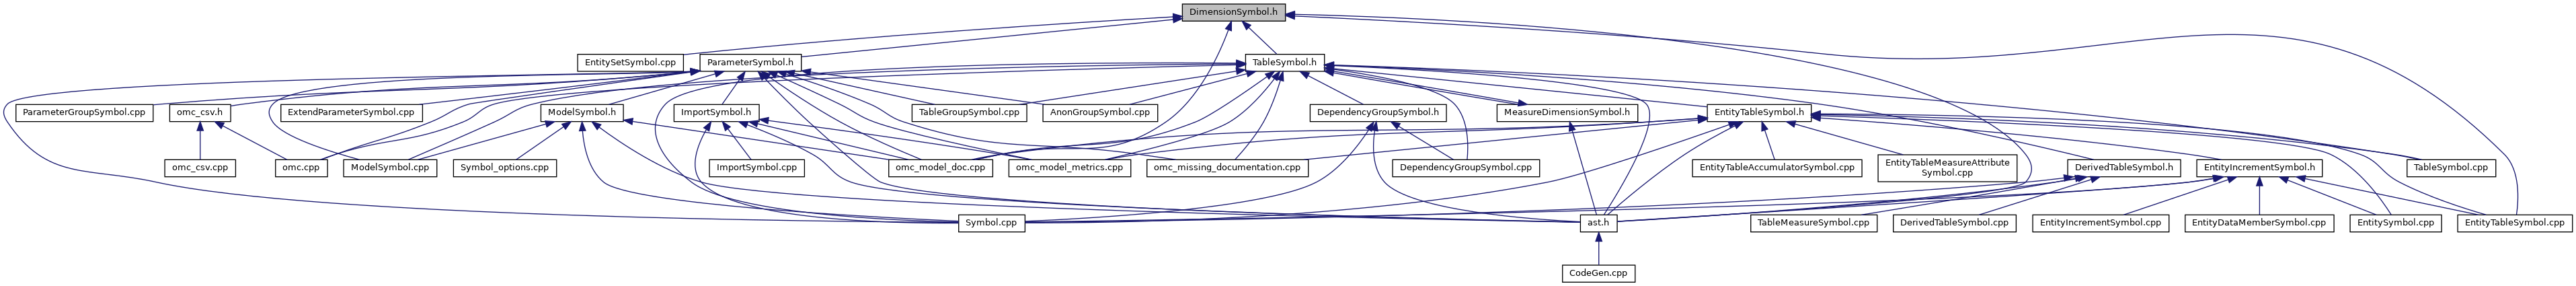 DimensionSymbol.h
EntitySetSymbol.cpp
ParameterSymbol.h
TableSymbol.h
ParameterGroupSymbol.cpp
omc_csv.h
ExtendParameterSymbol.cpp
ModelSymbol.h
ImportSymbol.h
TableGroupSymbol.cpp
AnonGroupSymbol.cpp
DependencyGroupSymbol.h
MeasureDimensionSymbol.h
EntityTableSymbol.h
omc_csv.cpp
omc.cpp
ModelSymbol.cpp
Symbol_options.cpp
ImportSymbol.cpp
omc_model_doc.cpp
omc_model_metrics.cpp
omc_missing_documentation.cpp
DependencyGroupSymbol.cpp
EntityTableAccumulatorSymbol.cpp
EntityTableMeasureAttribute
Symbol.cpp
DerivedTableSymbol.h
EntityIncrementSymbol.h
TableSymbol.cpp
Symbol.cpp
ast.h
TableMeasureSymbol.cpp
DerivedTableSymbol.cpp
EntityIncrementSymbol.cpp
EntityDataMemberSymbol.cpp
EntitySymbol.cpp
EntityTableSymbol.cpp
CodeGen.cpp